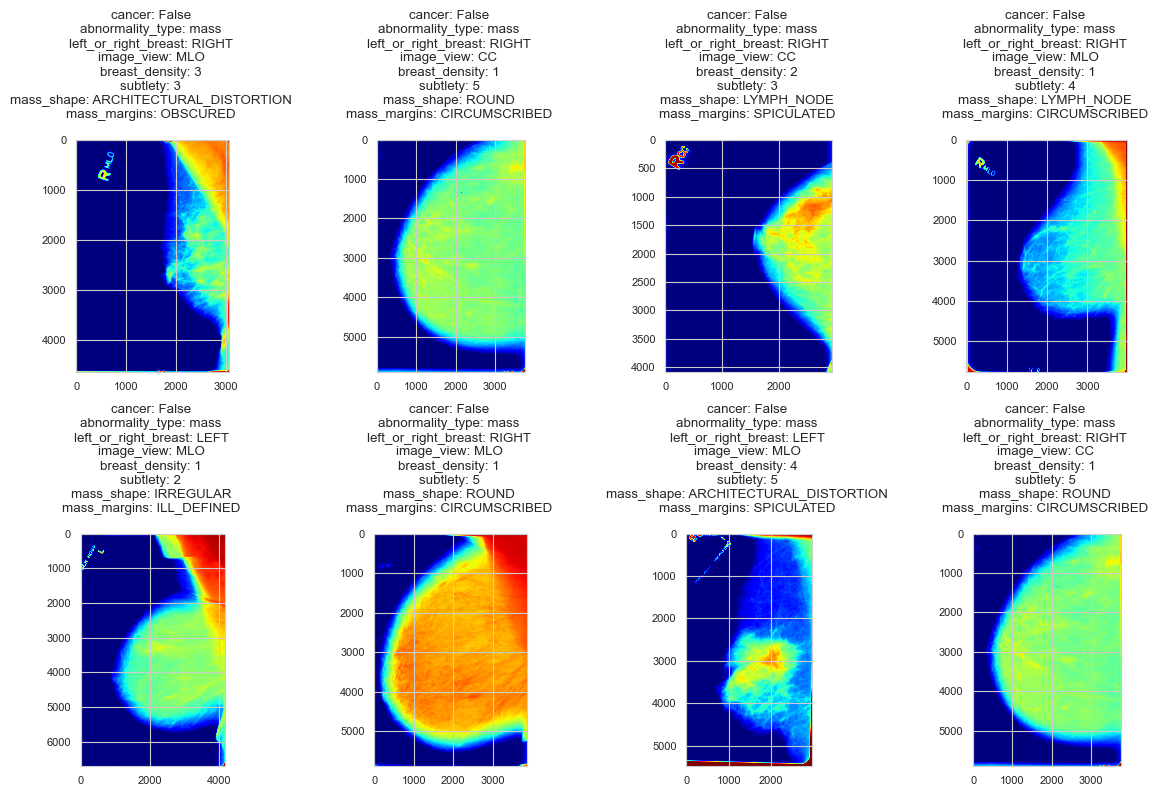 cancer: False
abnormality_type: mass
left_or_right_breast: RIGHT
image_view: MLO
breast_density: 3
subtlety: 3
mass_shape: ARCHITECTURAL_DISTORTION
mass_margins: OBSCURED
0
R MLO
1000
2000
3000
4000
0 1000 2000 3000
cancer: False
abnormality_type: mass
left_or_right_breast: RIGHT
image_view: CC
breast_density: 1
subtlety: 5
mass_shape: ROUND
mass_margins: CIRCUMSCRIBED
0
1000
2000
3000
4000
5000
0 1000 2000 3000
cancer: False
abnormality_type: mass
left_or_right_breast: RIGHT
image_view: CC
breast_density: 2
subtlety: 3
mass_shape: LYMPH_NODE
mass_margins: SPICULATED
0
R CC
500
1000
1500
2000
2500
3000
3500
4000
0 1000 2000
cancer: False
abnormality_type: mass
left_or_right_breast: RIGHT
image_view: MLO
breast_density: 1
subtlety: 4
mass_shape: LYMPH_NODE
mass_margins: CIRCUMSCRIBED
0
R MLO
1000
2000
3000
4000
5000
0 1000 2000 3000
cancer: False
abnormality_type: mass
left_or_right_breast: LEFT
image_view: MLO
breast_density: 1
subtlety: 2
mass_shape: IRREGULAR
mass_margins: ILL_DEFINED
0
1000
2000
3000
4000
5000
6000
0 2000 4000
cancer: False
abnormality_type: mass
left_or_right_breast: RIGHT
image_view: MLO
breast_density: 1
subtlety: 5
mass_shape: ROUND
mass_margins: CIRCUMSCRIBED
0
1000
2000
3000
4000
5000
0 1000 2000 3000
cancer: False
abnormality_type: mass
left_or_right_breast: LEFT
image_view: MLO
breast_density: 4
subtlety: 5
mass_shape: ARCHITECTURAL_DISTORTION
mass_margins: SPICULATED
0
1000
2000
3000
4000
5000
0 1000 2000
cancer: False
abnormality_type: mass
left_or_right_breast: RIGHT
image_view: CC
breast_density: 1
subtlety: 5
mass_shape: ROUND
mass_margins: CIRCUMSCRIBED
0
1000
2000
3000
4000
5000
0 1000 2000 3000